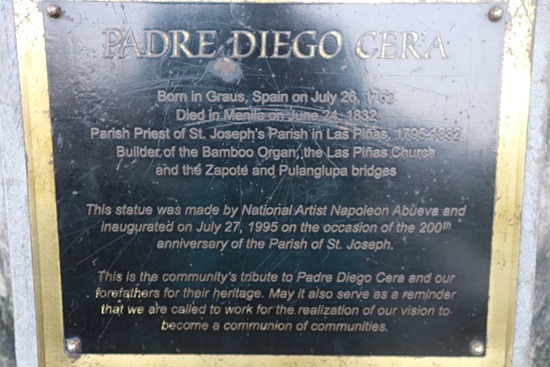 PADRE DIEGO CERA
Born in Graus, Spain on July 26, 1762
Died in Manila on June 24, 1832
Parish Priest of St. Joseph's Parish in Las Piñas, 1795-1832
Builder of the Bamboo Organ, the Las Piñas Church
and the Zapote and Pulanglupa bridges
This statue was made by National Artist Napoleon Abueva and
inaugurated on July 27, 1995 on the occasion of the 200th
anniversary of the Parish of St. Joseph.
This is the community's tribute to Padre Diego Cera and our
forefathers for their heritage. May it also serve as a reminder
that we are called to work for the realization of our vision to
become a communion of communities.